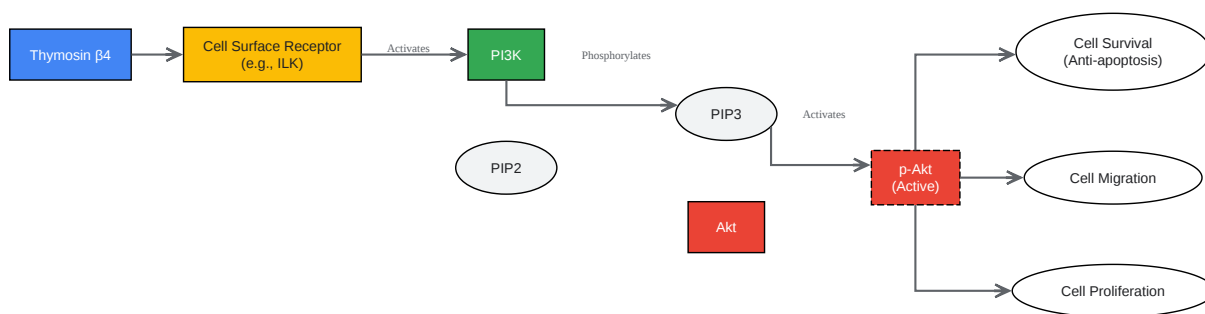 Thymosin β4
Cell Surface Receptor
(e.g., ILK)
Activates
PI3K
Phosphorylates
PIP2
PIP3
Activates
Akt
p-Akt
(Active)
Cell Survival
(Anti-apoptosis)
Cell Migration
Cell Proliferation